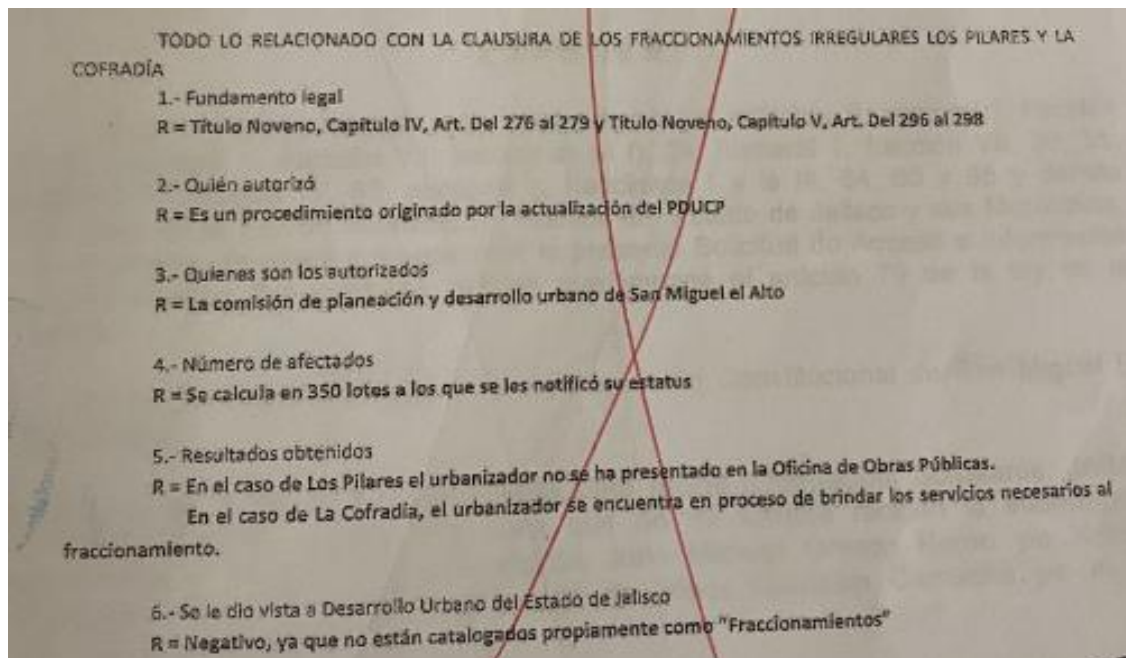 TODO LO RELACIONADO CON LA CLAUSURA DE LOS FRACCIONAMIENTOS IRREGULARES LOS PILARES Y LA
COFRADÍA
1.- Fundamento legal
R = Título Noveno, Capítulo IV, Art. Del 276 al 279 y Título Noveno, Capítulo V, Art. Del 296 al 298
2.- Quién autorizó
R = Es un procedimiento originado por la actualización del PDUCP
3.- Quienes son los autorizados
R = La comisión de planeación y desarrollo urbano de San Miguel el Alto
4.- Número de afectados
R = Se calcula en 350 lotes a los que se les notificó su estatus
5.- Resultados obtenidos
R = En el caso de Los Pilares el urbanizador no se ha presentado en la Oficina de Obras Públicas.
En el caso de La Cofradía, el urbanizador se encuentra en proceso de brindar los servicios necesarios al
fraccionamiento.
6.- Se le dio vista a Desarrollo Urbano del Estado de Jalisco
R = Negativo, ya que no están catalogados propiamente como "Fraccionamientos"